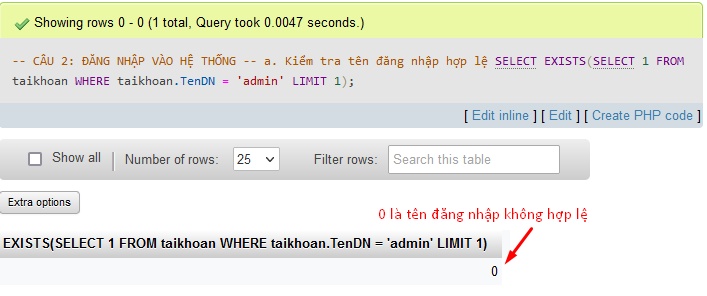 Showing rows 0 - 0 (1 total, Query took 0.0047 seconds.)
-- CÂU 2: ĐĂNG NHẬP VÀO HỆ THỐNG -- a. Kiểm tra tên đăng nhập hợp lệ SELECT EXISTS(SELECT 1 FROM
taikhoan WHERE taikhoan.TenDN = 'admin' LIMIT 1);
[ Edit inline ] [ Edit ] [ Create PHP code ]
Show all Number of rows: 25 Filter rows: Search this table
Extra options
0 là tên đăng nhập không hợp lệ
EXISTS(SELECT 1 FROM taikhoan WHERE taikhoan.TenDN = 'admin' LIMIT 1)
0